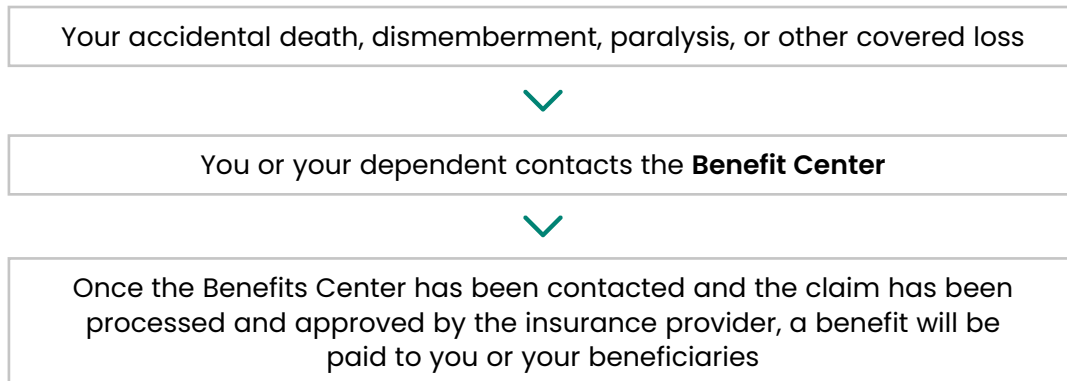 Your accidental death, dismemberment, paralysis, or other covered loss
You or your dependent contacts the Benefit Center
Once the Benefits Center has been contacted and the claim has been
processed and approved by the insurance provider, a benefit will be
paid to you or your beneficiaries